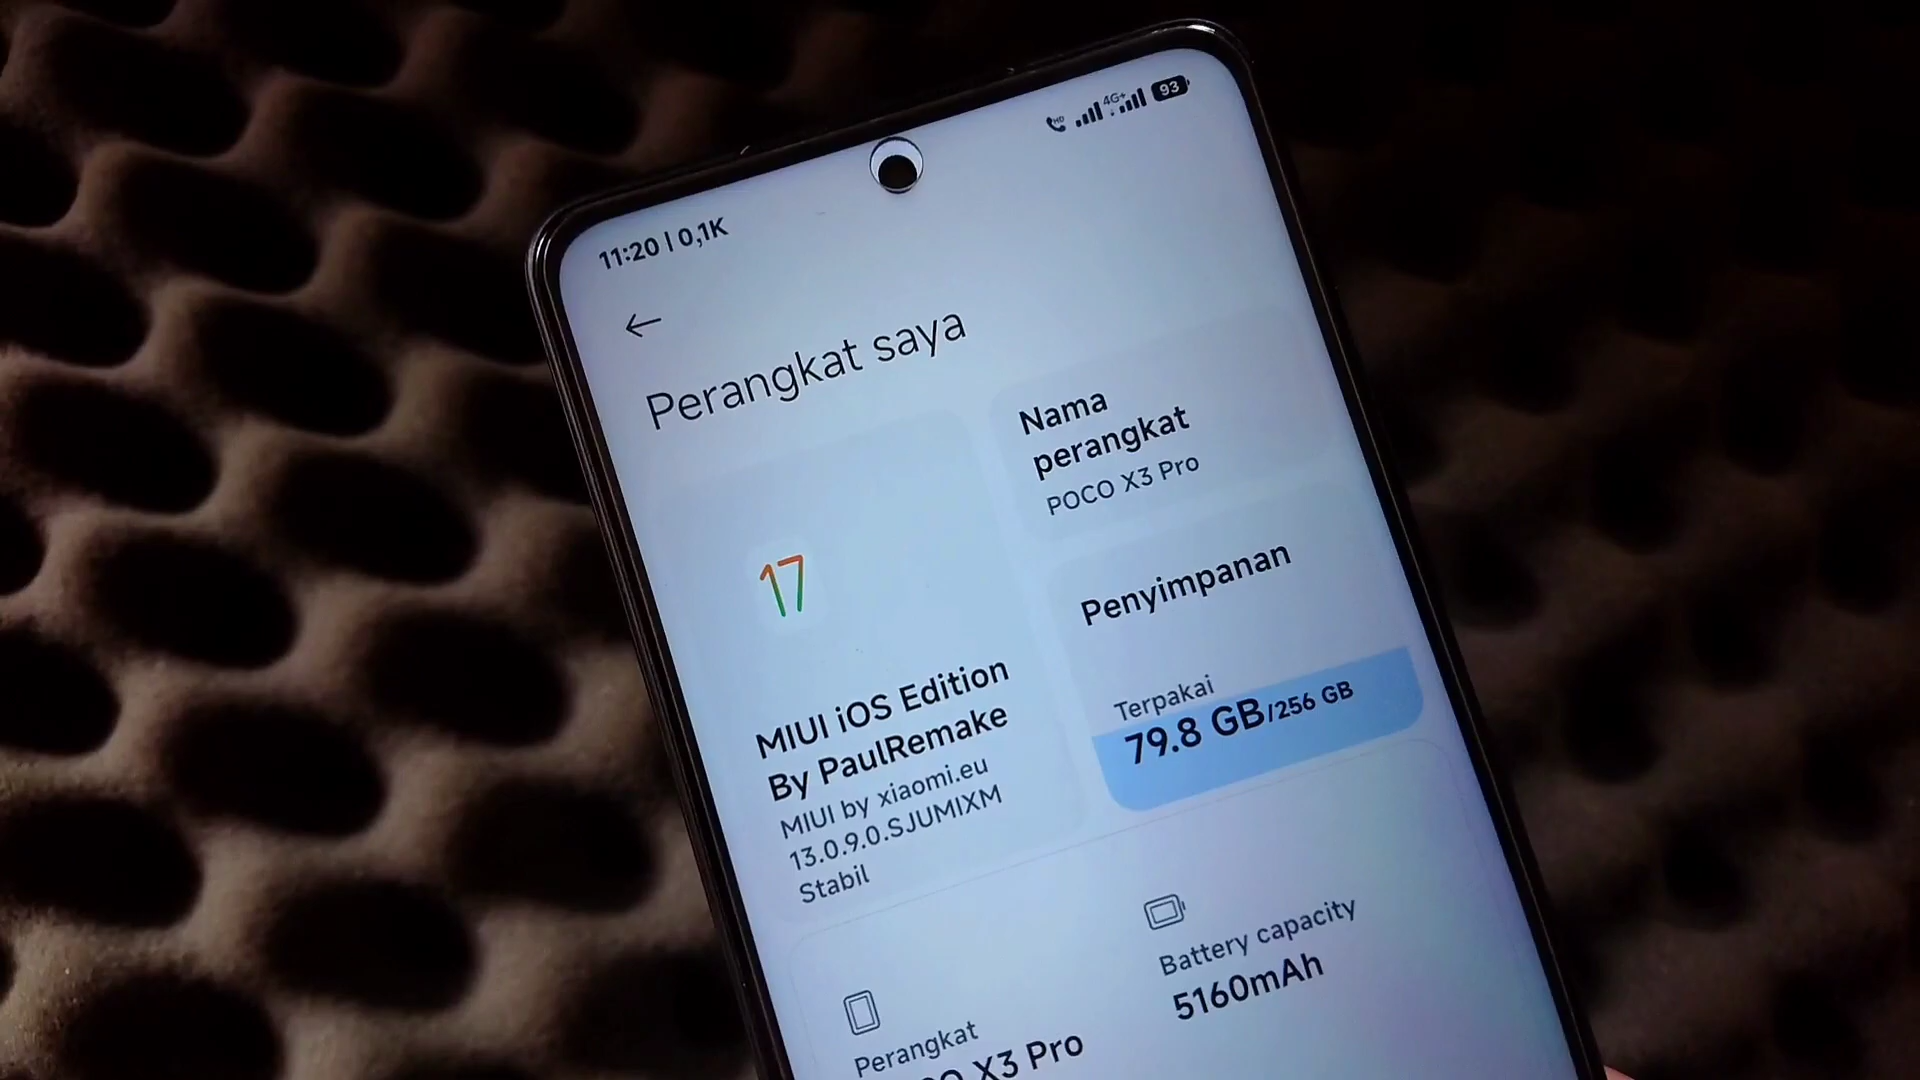 11:20 | 0,1K
HD 4G+ 93
←
Perangkat saya
17
MIUI iOS Edition
By PaulRemake
MIUI by xiaomi.eu
13.0.9.0.SJUMIXM
Stabil
Nama
perangkat
POCO X3 Pro
Penyimpanan
Terpakai
79.8 GB/256 GB
Perangkat
X3 Pro
Battery capacity
5160mAh